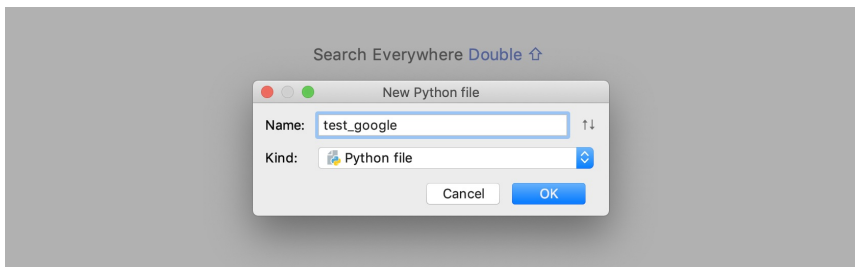 Search Everywhere Double ⇧
New Python file
Name: test_google ↑↓
Kind: Python file
Cancel OK